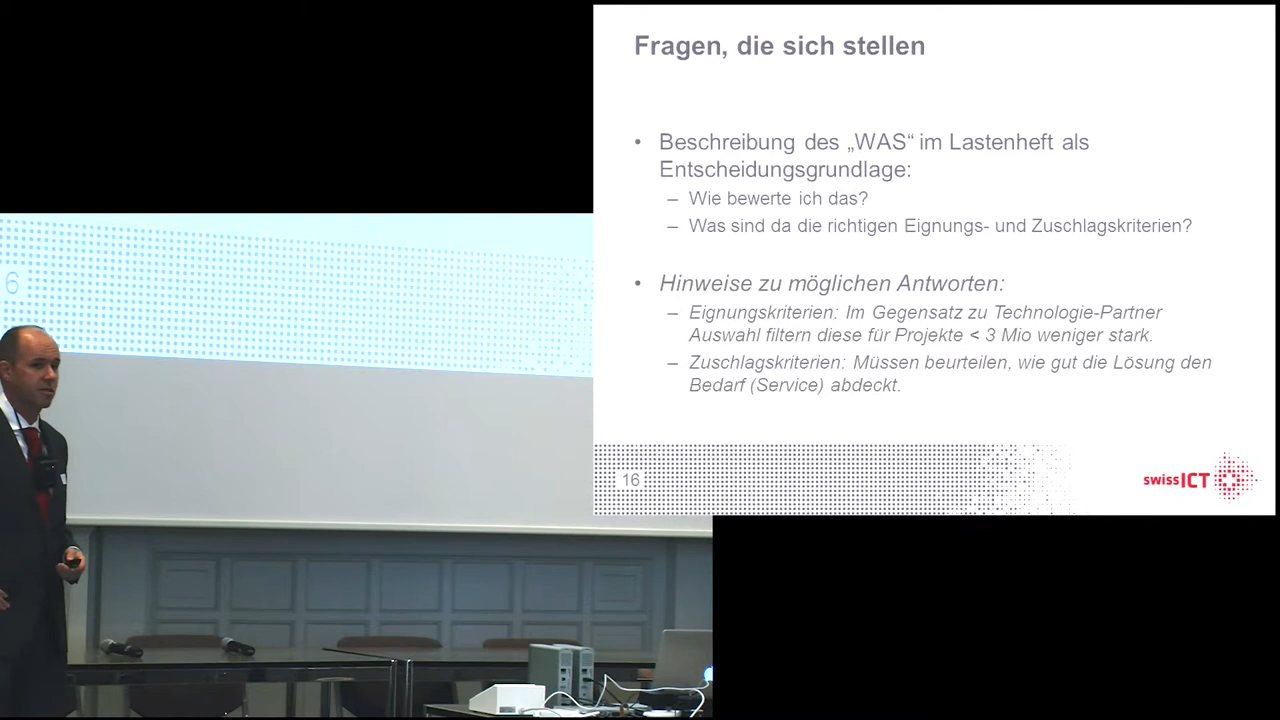 Fragen, die sich stellen
• Beschreibung des „WAS“ im Lastenheft als
Entscheidungsgrundlage:
– Wie bewerte ich das?
– Was sind da die richtigen Eignungs- und Zuschlagskriterien?
• Hinweise zu möglichen Antworten:
– Eignungskriterien: Im Gegensatz zu Technologie-Partner
Auswahl filtern diese für Projekte < 3 Mio weniger stark.
– Zuschlagskriterien: Müssen beurteilen, wie gut die Lösung den
Bedarf (Service) abdeckt.
16
swissICT
6